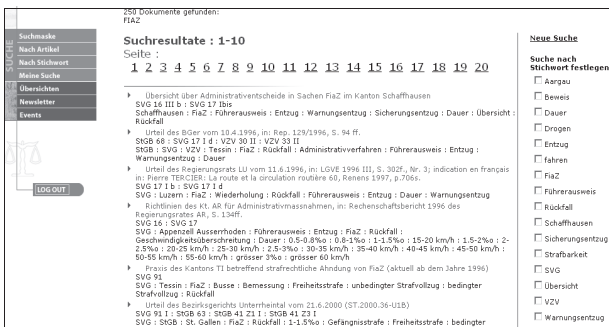 250 Dokumente gefunden:
FIAZ
Suchresultate : 1-10
Seite :
1 2 3 4 5 6 7 8 9 10 11 12 13 14 15 16 17 18 19 20
Übersicht über Administrativentscheide in Sachen FiaZ im Kanton Schaffhausen
SVG 16 III b : SVG 17 Ibis
Schaffhausen : FiaZ : Führerausweis : Entzug : Warnungsentzug : Sicherungsentzug : Dauer : Übersicht :
Rückfall
Urteil des BGer vom 10.4.1996, in: Rep. 129/1996, S. 94 ff.
StGB 68 : SVG 17 I d : VZV 30 II : VZV 33 II
StGB : SVG : VZV : Tessin : FiaZ : Rückfall : Administrativverfahren : Führerausweis : Entzug :
Warnungsentzug : Dauer
Urteil des Regierungsrats LU vom 11.6.1996, in: LGVE 1996 III, S. 302f., Nr. 3; indication en français
in: Pierre TERCIER: La route et la circulation routière 60, Renens 1997, p.706s.
SVG 17 I b : SVG 17 I d
SVG : Luzern : FiaZ : Wiederholung : Rückfall : Führerausweis : Entzug : Dauer : Warnungsentzug
Richtlinien des Kt. AR für Administrativmassnahmen, in: Rechenschaftsbericht 1996 des
Regierungsrates AR, S. 134ff.
SVG 16 : SVG 17
SVG : Appenzell Ausserrhoden : Führerausweis : Entzug : FiaZ : Rückfall :
Geschwindigkeitsüberschreitung : Dauer : 0.5-0.8%o : 0.8-1%o : 1-1.5%o : 15-20 km/h : 1.5-2%o : 2-
2.5%o : 20-25 km/h : 25-30 km/h : 2.5-3%o : 30-35 km/h : 35-40 km/h : 40-45 km/h : 45-50 km/h :
50-55 km/h : 55-60 km/h : grösser 3%o : grösser 60 km/h
Praxis des Kantons TI betreffend strafrechtliche Ahndung von FiaZ (aktuell ab dem Jahre 1996)
SVG 91
SVG : Tessin : FiaZ : Busse : Bemessung : Freiheitsstrafe : unbedingter Strafvollzug : bedingter
Strafvollzug : Rückfall
Urteil des Bezirksgerichts Unterrheintal vom 21.6.2000 (ST.2000.36-U1B)
SVG 91 I : StGB 63 : StGB 41 Z1 I : StGB 41 Z3 I
SVG : StGB : St. Gallen : FiaZ : Rückfall : 1-1.5%o : Gefängnisstrafe : Freiheitsstrafe : bedingter
SUCHE
Suchmaske
Nach Artikel
Nach Stichwort
Meine Suche
Übersichten
Newsletter
Events
LOG OUT
Neue Suche
Suche nach
Stichwort festlegen
Aargau
Beweis
Dauer
Drogen
Entzug
fahren
FiaZ
Führerausweis
Rückfall
Schaffhausen
Sicherungsentzug
Strafbarkeit
SVG
Übersicht
VZV
Warnungsentzug